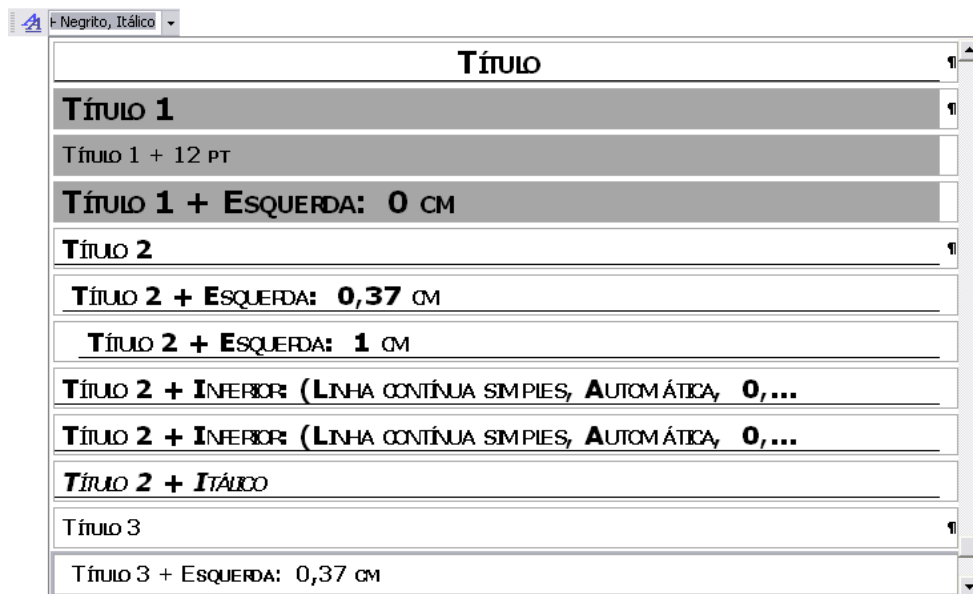 + Negrito, Itálico
Título ¶
Título 1 ¶
Título 1 + 12 pt
Título 1 + Esquerda: 0 cm
Título 2 ¶
Título 2 + Esquerda: 0,37 cm
Título 2 + Esquerda: 1 cm
Título 2 + Inferior: (Linha contínua simples, Automática, 0,...
Título 2 + Inferior: (Linha contínua simples, Automática, 0,...
Título 2 + Itálico
Título 3 ¶
Título 3 + Esquerda: 0,37 cm